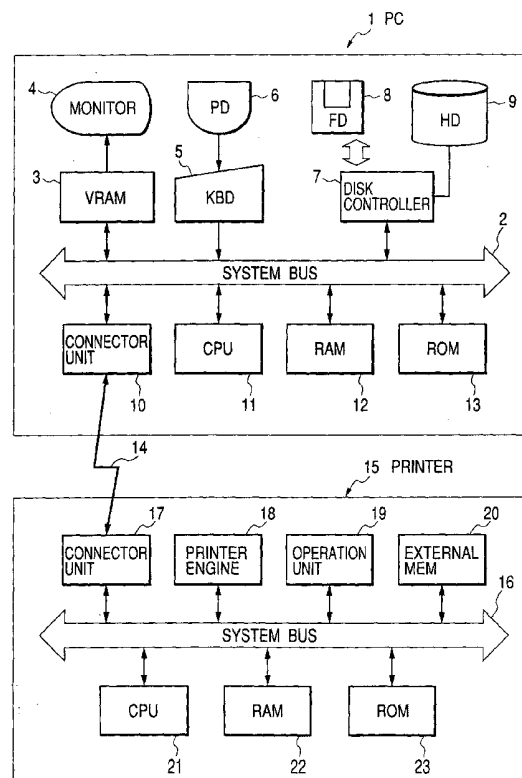 1 PC
4
MONITOR
6
PD
8
FD
9
HD
3
VRAM
5
KBD
7
DISK
CONTROLLER
2
SYSTEM BUS
CONNECTOR
UNIT
CPU
RAM
ROM
10
11
12
13
14
15 PRINTER
17
18
19
20
CONNECTOR
UNIT
PRINTER
ENGINE
OPERATION
UNIT
EXTERNAL
MEM
16
SYSTEM BUS
CPU
RAM
ROM
21
22
23